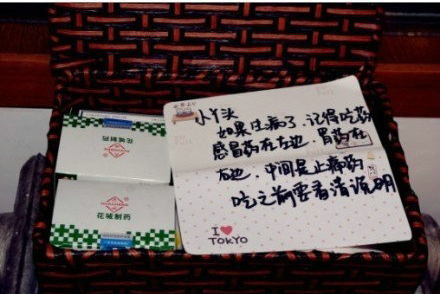 花城制药
花城制药
小丫头
如果生病了,记得吃药
感冒药在左边,胃药在
右边,中间是止痛药
吃之前要看清说明
I ❤
TOKYO